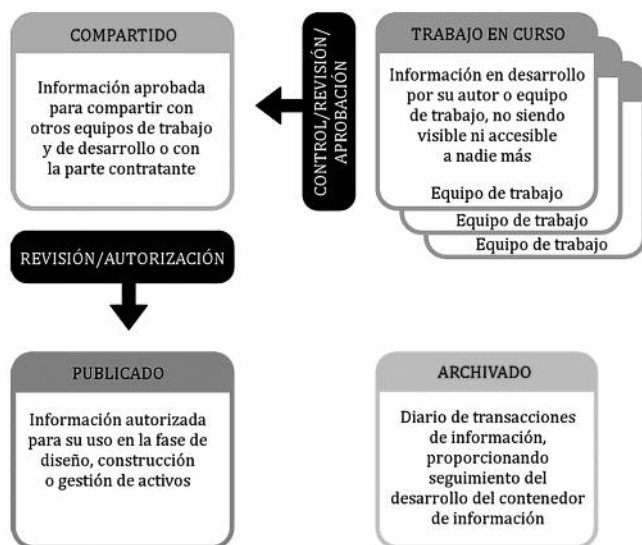 COMPARTIDO
Información aprobada
para compartir con
otros equipos de trabajo
y de desarrollo o con
la parte contratante
CONTROL/REVISIÓN/
APROBACIÓN
TRABAJO EN CURSO
Información en desarrollo
por su autor o equipo
de trabajo, no siendo
visible ni accesible
a nadie más
Equipo de trabajo
Equipo de trabajo
Equipo de trabajo
REVISIÓN/AUTORIZACIÓN
PUBLICADO
Información autorizada
para su uso en la fase de
diseño, construcción
o gestión de activos
ARCHIVADO
Diario de transacciones
de información,
proporcionando
seguimiento del
desarrollo del contenedor
de información